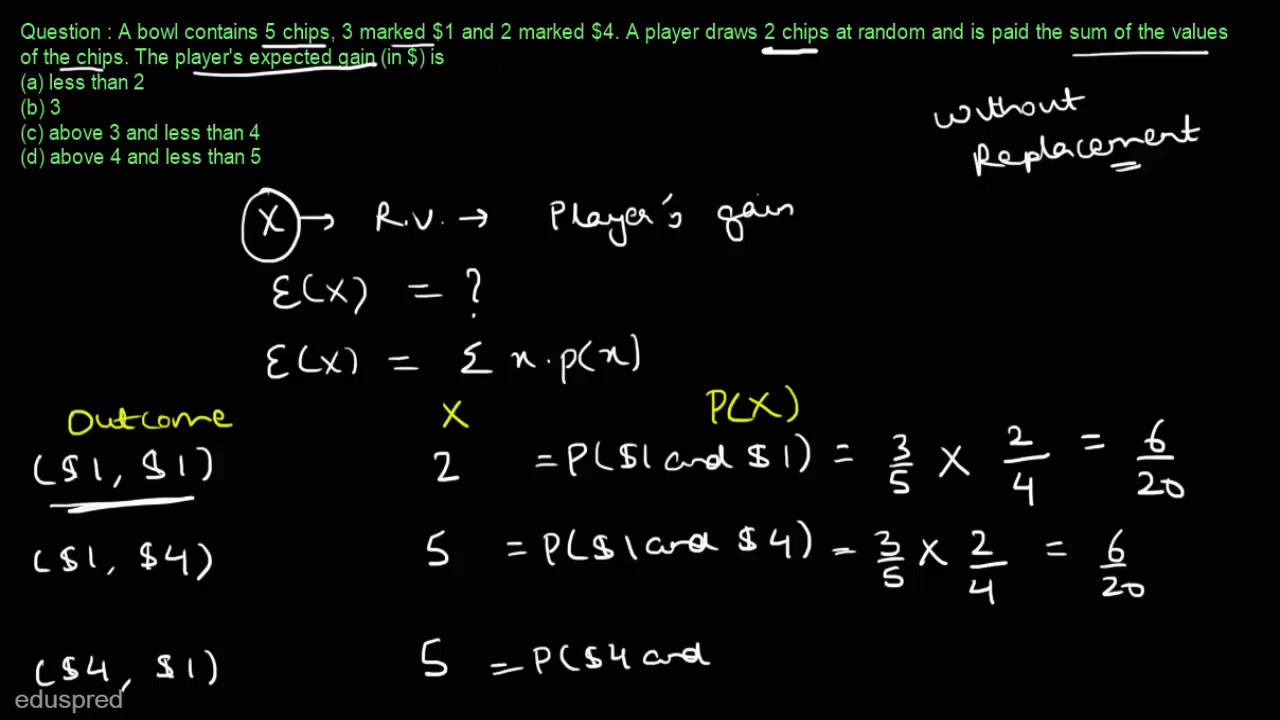 Question : A bowl contains 5 chips, 3 marked $1 and 2 marked $4. A player draws 2 chips at random and is paid the sum of the values
of the chips. The player's expected gain (in $) is
(a) less than 2
(b) 3
(c) above 3 and less than 4
(d) above 4 and less than 5
without
Replacement
X → R.V. → Player's gain
E(X) = ?
E(X) = Σ x.p(x)
Outcome X P(X)
($1, $1) 2 = P($1 and $1) = 3/5 X 2/4 = 6/20
($1, $4) 5 = P($1 and $4) = 3/5 X 2/4 = 6/20
($4, $1) 5 = P($4 and
eduspred